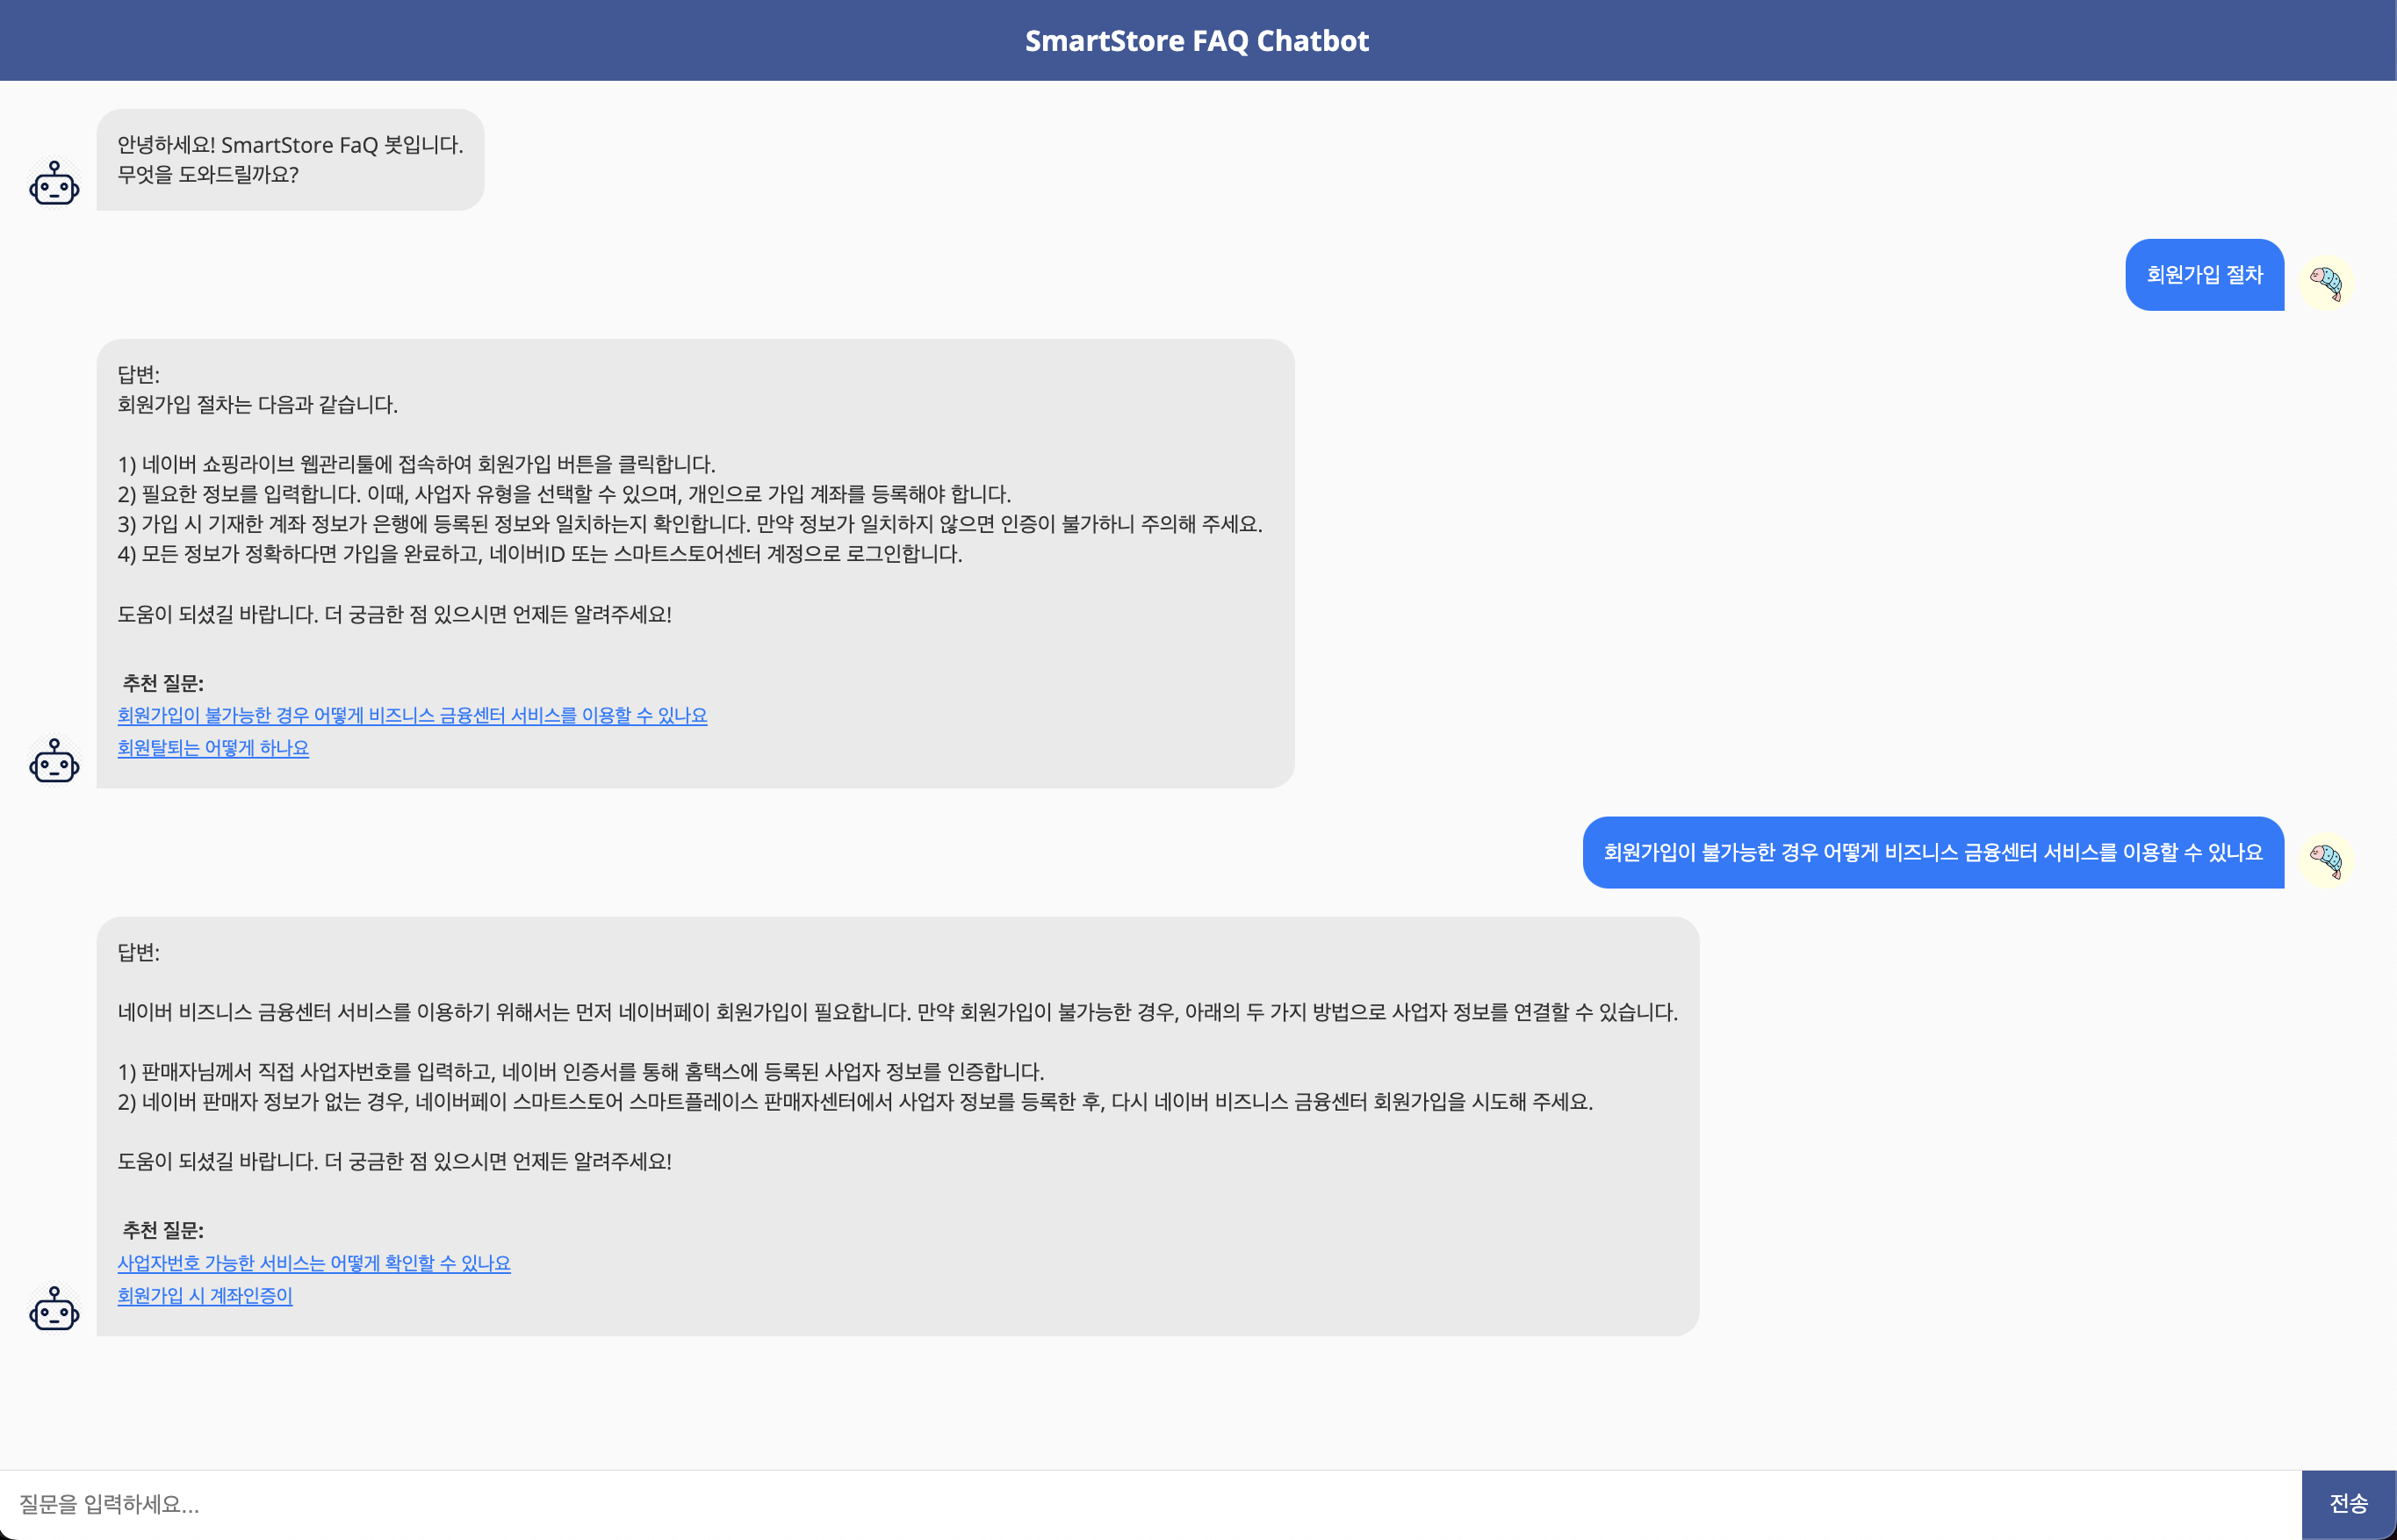 SmartStore FAQ Chatbot
안녕하세요! SmartStore FaQ 봇입니다.
무엇을 도와드릴까요?
회원가입 절차
답변:
회원가입 절차는 다음과 같습니다.
1) 네이버 쇼핑라이브 웹관리툴에 접속하여 회원가입 버튼을 클릭합니다.
2) 필요한 정보를 입력합니다. 이때, 사업자 유형을 선택할 수 있으며, 개인으로 가입 계좌를 등록해야 합니다.
3) 가입 시 기재한 계좌 정보가 은행에 등록된 정보와 일치하는지 확인합니다. 만약 정보가 일치하지 않으면 인증이 불가하니 주의해 주세요.
4) 모든 정보가 정확하다면 가입을 완료하고, 네이버ID 또는 스마트스토어센터 계정으로 로그인합니다.
도움이 되셨길 바랍니다. 더 궁금한 점 있으시면 언제든 알려주세요!
추천 질문:
회원가입이 불가능한 경우 어떻게 비즈니스 금융센터 서비스를 이용할 수 있나요
회원탈퇴는 어떻게 하나요
회원가입이 불가능한 경우 어떻게 비즈니스 금융센터 서비스를 이용할 수 있나요
답변:
네이버 비즈니스 금융센터 서비스를 이용하기 위해서는 먼저 네이버페이 회원가입이 필요합니다. 만약 회원가입이 불가능한 경우, 아래의 두 가지 방법으로 사업자 정보를 연결할 수 있습니다.
1) 판매자님께서 직접 사업자번호를 입력하고, 네이버 인증서를 통해 홈택스에 등록된 사업자 정보를 인증합니다.
2) 네이버 판매자 정보가 없는 경우, 네이버페이 스마트스토어 스마트플레이스 판매자센터에서 사업자 정보를 등록한 후, 다시 네이버 비즈니스 금융센터 회원가입을 시도해 주세요.
도움이 되셨길 바랍니다. 더 궁금한 점 있으시면 언제든 알려주세요!
추천 질문:
사업자번호 가능한 서비스는 어떻게 확인할 수 있나요
회원가입 시 계좌인증이
질문을 입력하세요...
전송